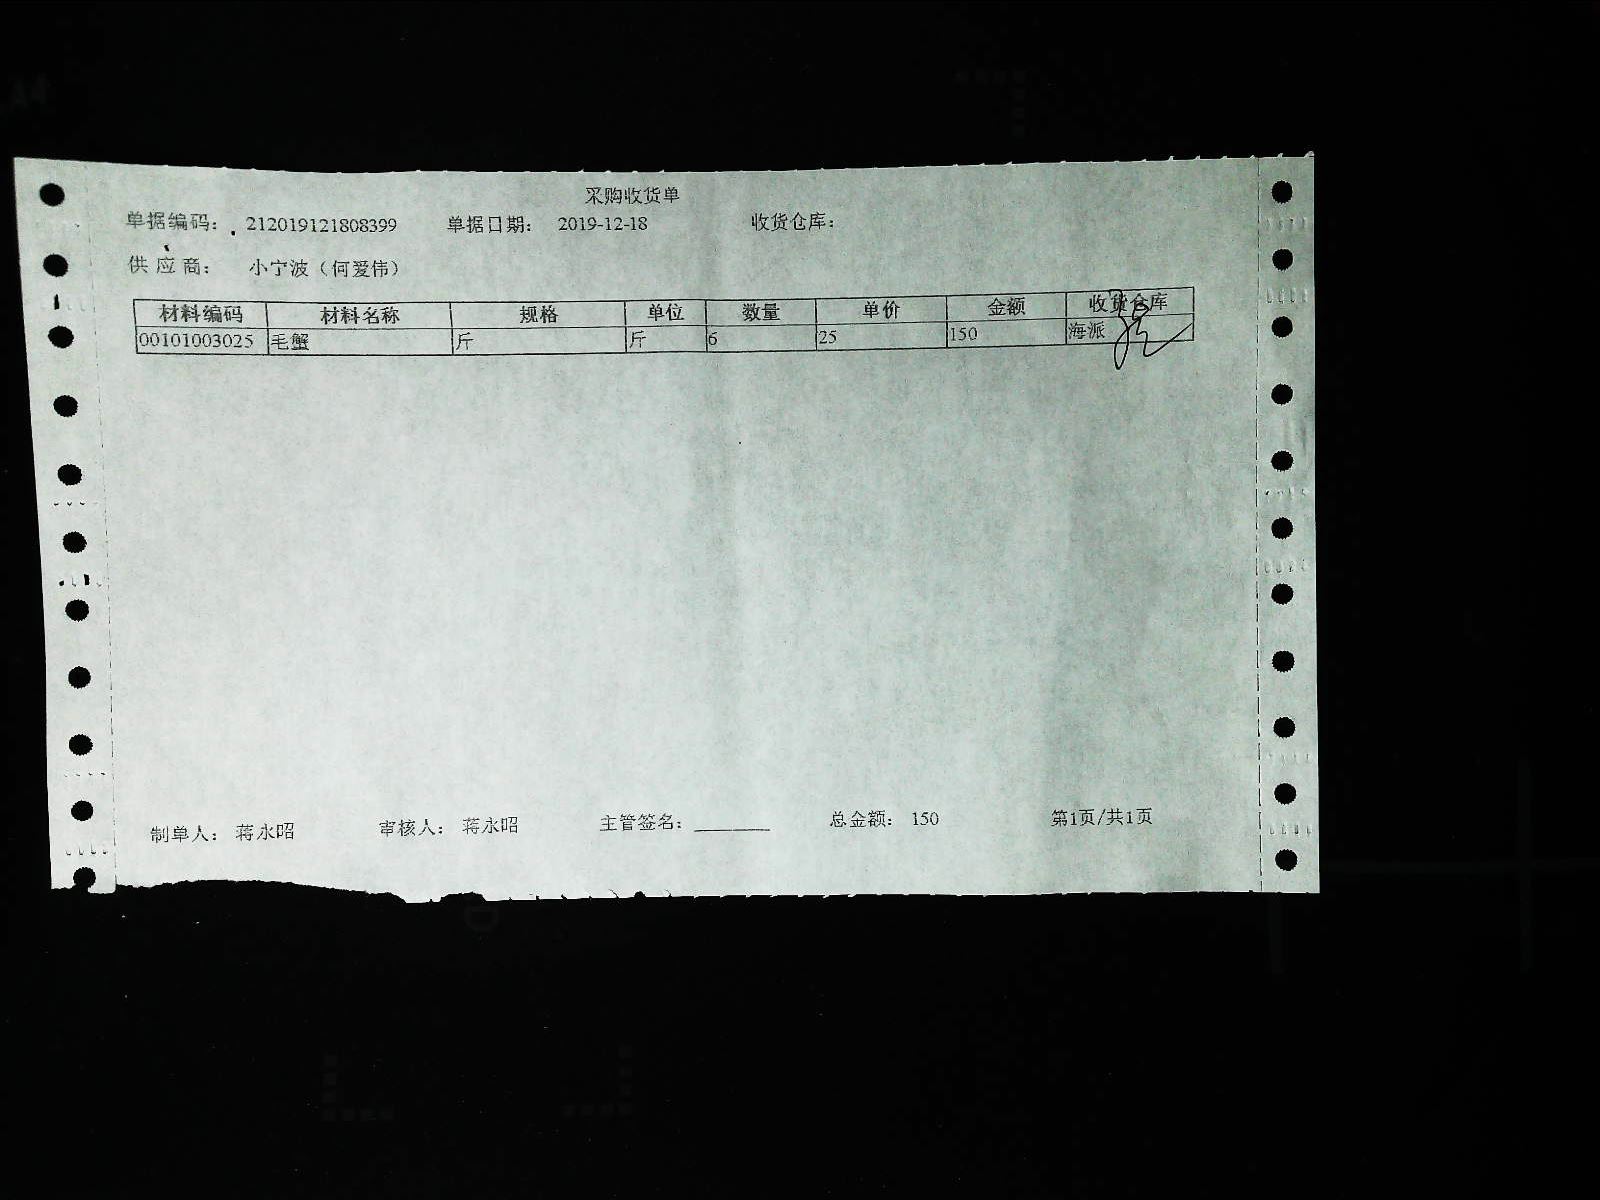 采购收货单
单据编码: 212019121808399 单据日期: 2019-12-18 收货仓库:
供应商: 小宁波（何爱伟）
材料编码 材料名称 规格 单位 数量 单价 金额 收货仓库
00101003025 毛蟹 斤 斤 6 25 150 海派
制单人: 蒋永昭 审核人: 蒋永昭 主管签名: ________ 总金额: 150 第1页/共1页